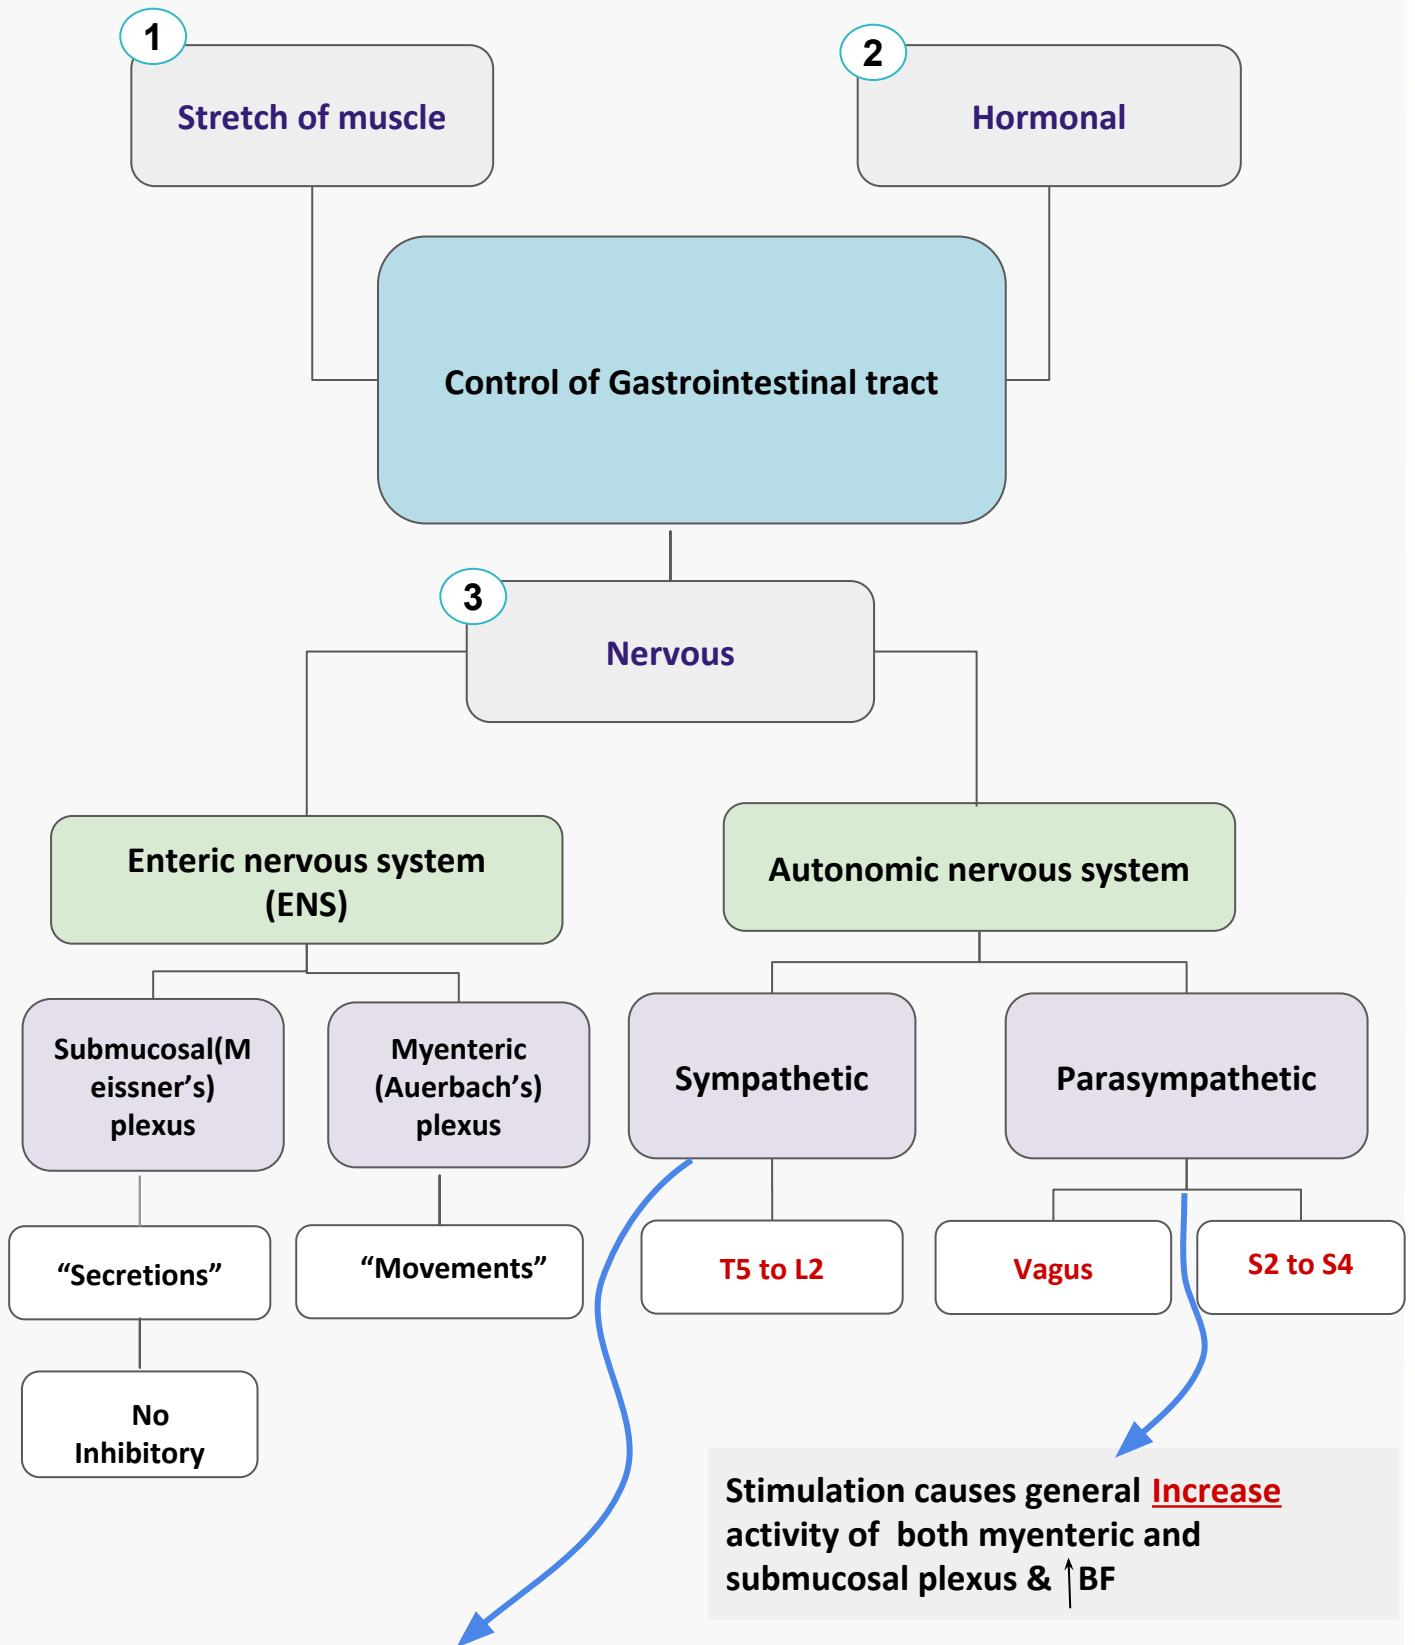 1
Stretch of muscle
2
Hormonal
Control of Gastrointestinal tract
3
Nervous
Enteric nervous system
(ENS)
Autonomic nervous system
Submucosal(M
eissner’s)
plexus
Myenteric
(Auerbach’s)
plexus
Sympathetic
Parasympathetic
“Secretions”
“Movements”
T5 to L2
Vagus
S2 to S4
No
Inhibitory
Stimulation causes general Increase
activity of both myenteric and
submucosal plexus & ↑BF